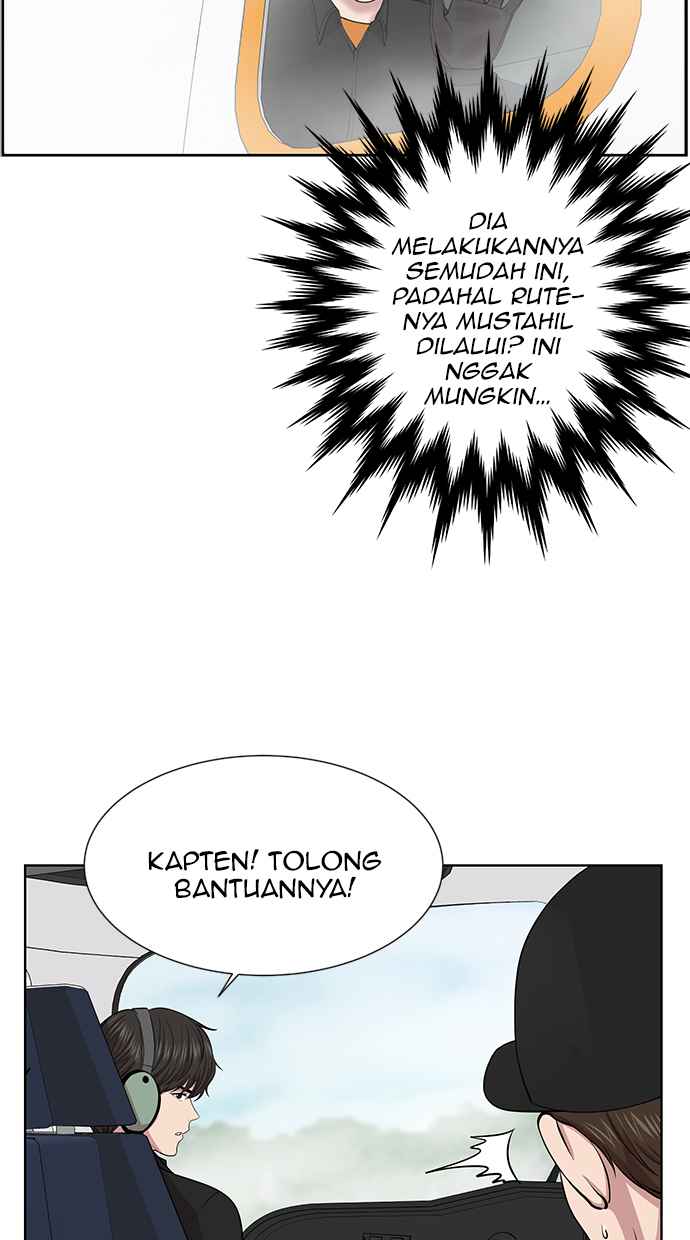 DIA
MELAKUKANNYA
SEMUDAH INI,
PADAHAL RUTE-
NYA MUSTAHIL
DILALUI? INI
NGGAK
MUNGKIN...
KAPTEN! TOLONG
BANTUANNYA!